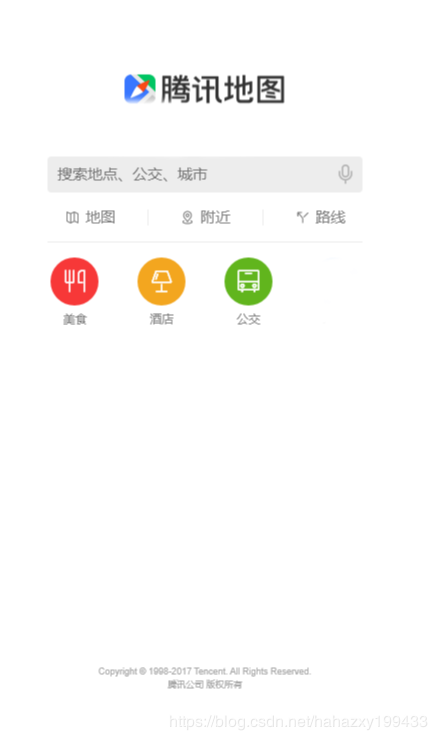 腾讯地图
搜索地点、公交、城市
地图 附近 路线
美食 酒店 公交
Copyright © 1998-2017 Tencent. All Rights Reserved.
腾讯公司 版权所有
https://blog.csdn.net/hahazxy199433